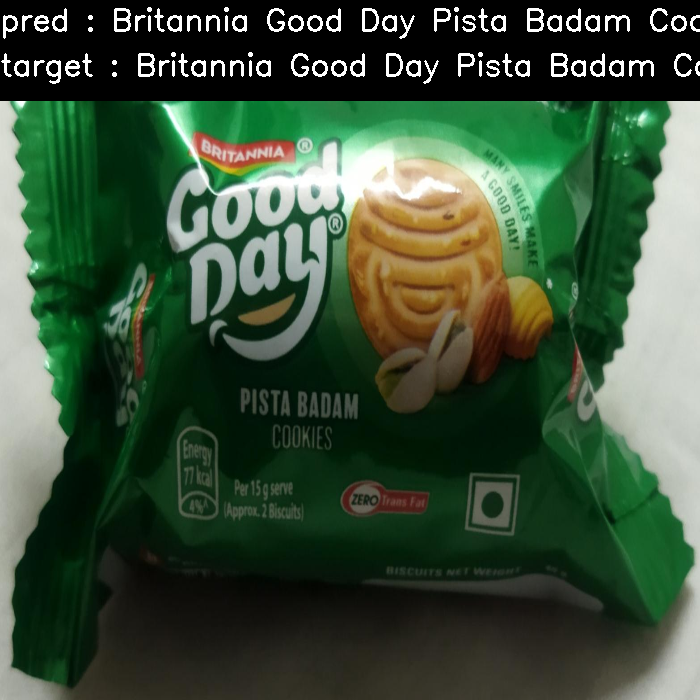 pred : Britannia Good Day Pista Badam Coo
target : Britannia Good Day Pista Badam Co
BRITANNIA ®
Good
Day ®
MANY SMILES MAKE
A GOOD DAY!
PISTA BADAM
COOKIES
Energy
77 kcal
4%^
Per 15 g serve
(Approx. 2 Biscuits)
ZERO Trans Fat
BISCUITS NET WEIGHT